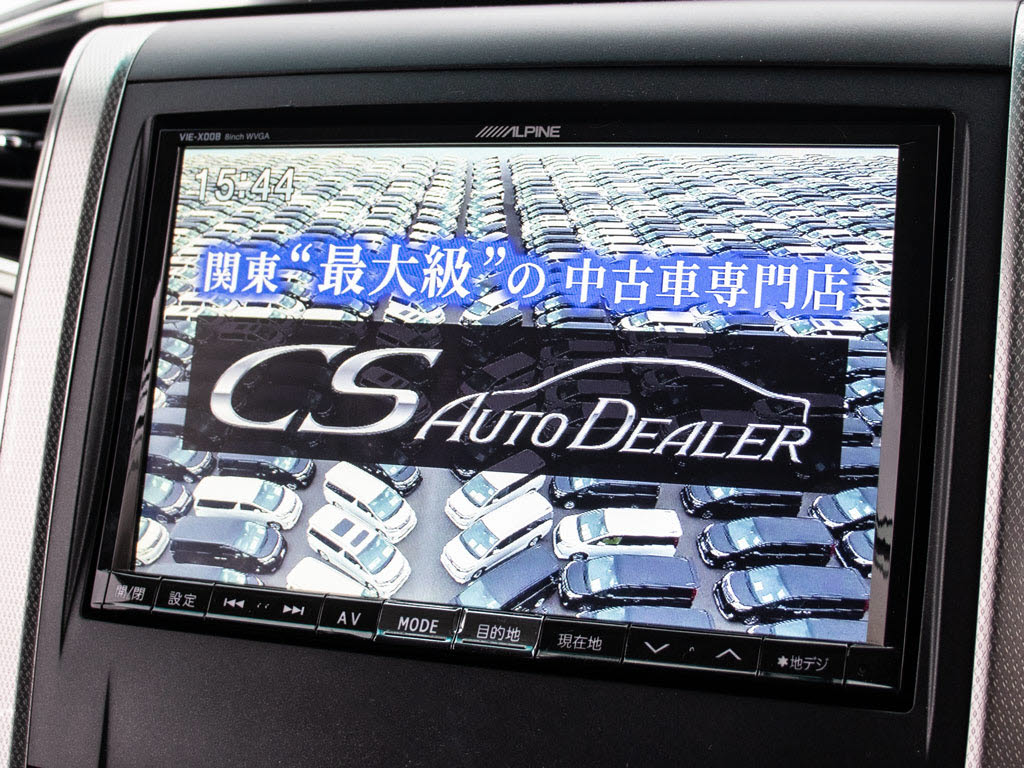 VIE-X008 8inch WVGA
ALPINE
15:44
関東“最大級”の 中古車専門店
CS AUTO DEALER
開/閉 設定 AV MODE 目的地 現在地 ✱地デジ